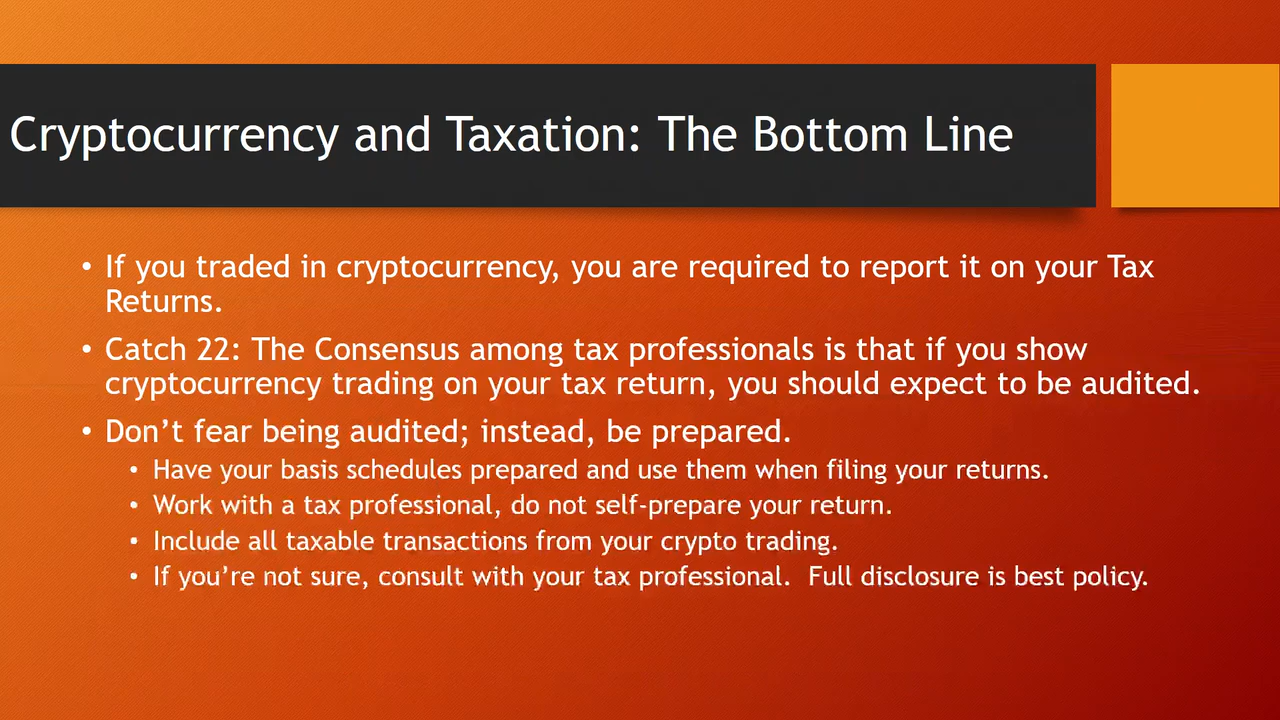 Cryptocurrency and Taxation: The Bottom Line
• If you traded in cryptocurrency, you are required to report it on your Tax
Returns.
• Catch 22: The Consensus among tax professionals is that if you show
cryptocurrency trading on your tax return, you should expect to be audited.
• Don’t fear being audited; instead, be prepared.
• Have your basis schedules prepared and use them when filing your returns.
• Work with a tax professional, do not self-prepare your return.
• Include all taxable transactions from your crypto trading.
• If you’re not sure, consult with your tax professional.  Full disclosure is best policy.